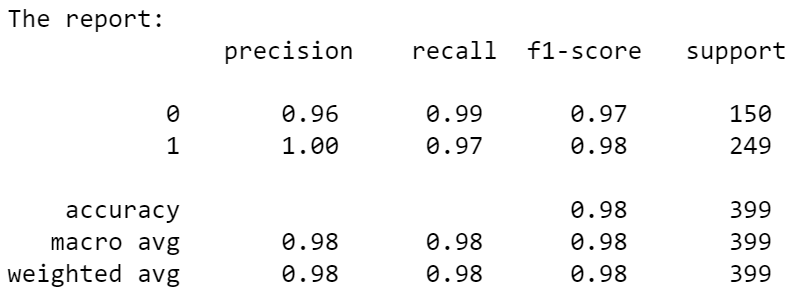 The report:
precision recall f1-score support
0 0.96 0.99 0.97 150
1 1.00 0.97 0.98 249
accuracy 0.98 399
macro avg 0.98 0.98 0.98 399
weighted avg 0.98 0.98 0.98 399